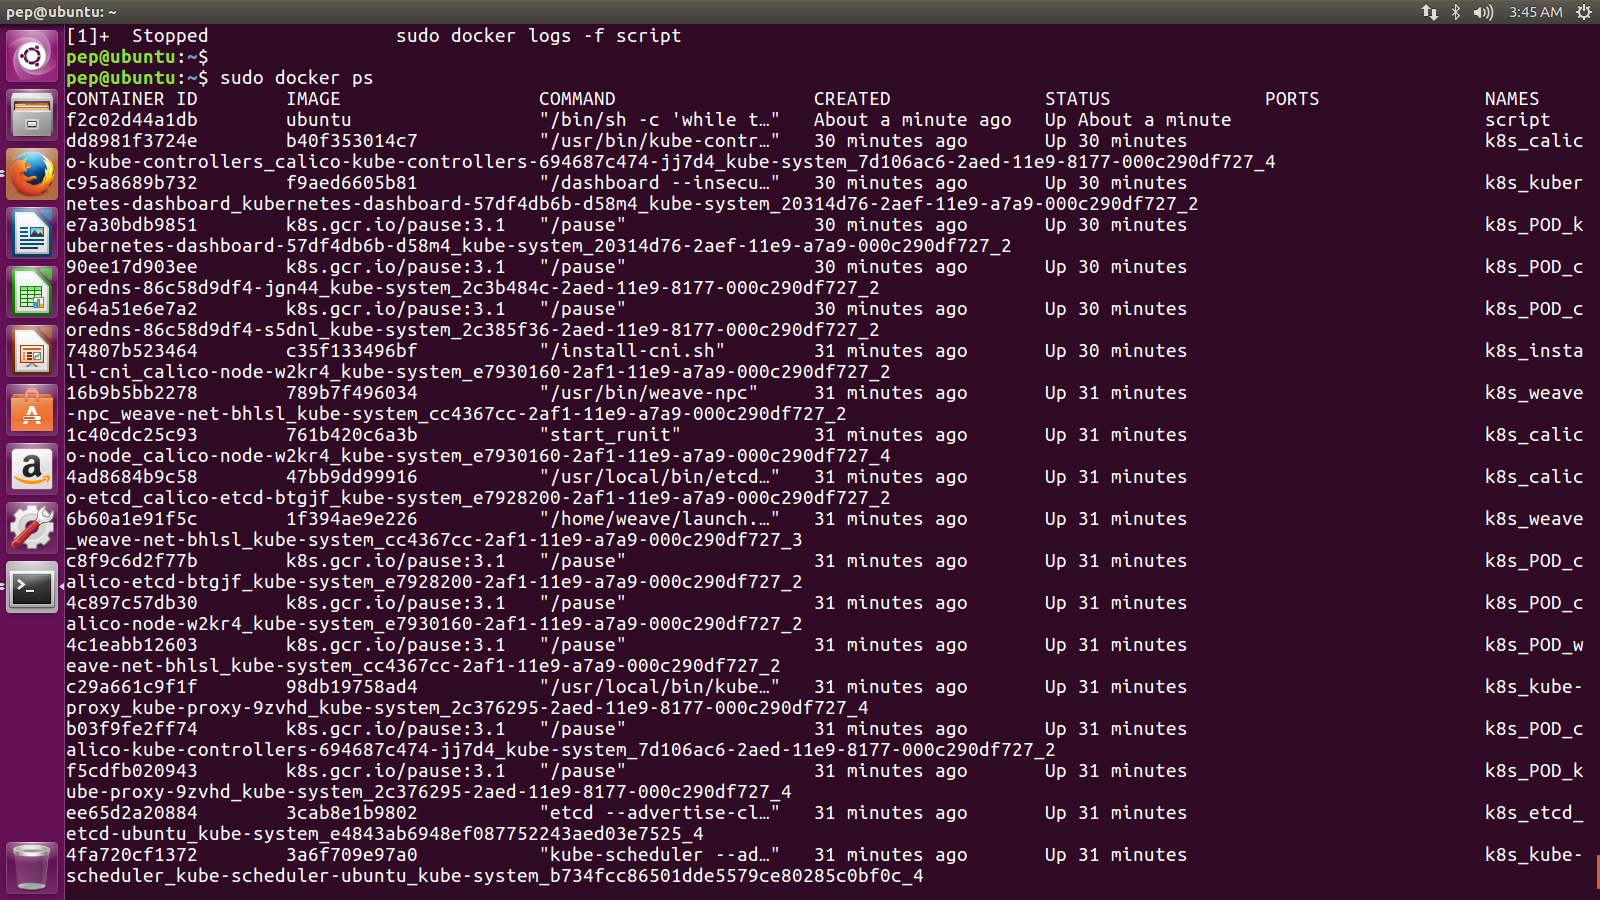 pep@ubuntu: ~ 3:45 AM
[1]+  Stopped                 sudo docker logs -f script
pep@ubuntu:~$
pep@ubuntu:~$ sudo docker ps
CONTAINER ID        IMAGE                  COMMAND                  CREATED              STATUS              PORTS               NAMES
f2c02d44a1db        ubuntu                 "/bin/sh -c 'while t…"   About a minute ago   Up About a minute                       script
dd8981f3724e        b40f353014c7           "/usr/bin/kube-contr…"   30 minutes ago       Up 30 minutes                           k8s_calic
o-kube-controllers_calico-kube-controllers-694687c474-jj7d4_kube-system_7d106ac6-2aed-11e9-8177-000c290df727_4
c95a8689b732        f9aed6605b81           "/dashboard --insecu…"   30 minutes ago       Up 30 minutes                           k8s_kuber
netes-dashboard_kubernetes-dashboard-57df4db6b-d58m4_kube-system_20314d76-2aef-11e9-a7a9-000c290df727_2
e7a30bdb9851        k8s.gcr.io/pause:3.1   "/pause"                 30 minutes ago       Up 30 minutes                           k8s_POD_k
ubernetes-dashboard-57df4db6b-d58m4_kube-system_20314d76-2aef-11e9-a7a9-000c290df727_2
90ee17d903ee        k8s.gcr.io/pause:3.1   "/pause"                 30 minutes ago       Up 30 minutes                           k8s_POD_c
oredns-86c58d9df4-jgn44_kube-system_2c3b484c-2aed-11e9-8177-000c290df727_2
e64a51e6e7a2        k8s.gcr.io/pause:3.1   "/pause"                 30 minutes ago       Up 30 minutes                           k8s_POD_c
oredns-86c58d9df4-s5dnl_kube-system_2c385f36-2aed-11e9-8177-000c290df727_2
74807b523464        c35f133496bf           "/install-cni.sh"        31 minutes ago       Up 30 minutes                           k8s_insta
ll-cni_calico-node-w2kr4_kube-system_e7930160-2af1-11e9-a7a9-000c290df727_2
16b9b5bb2278        789b7f496034           "/usr/bin/weave-npc"     31 minutes ago       Up 31 minutes                           k8s_weave
-npc_weave-net-bhlsl_kube-system_cc4367cc-2af1-11e9-a7a9-000c290df727_2
1c40cdc25c93        761b420c6a3b           "start_runit"            31 minutes ago       Up 31 minutes                           k8s_calic
o-node_calico-node-w2kr4_kube-system_e7930160-2af1-11e9-a7a9-000c290df727_4
4ad8684b9c58        47bb9dd99916           "/usr/local/bin/etcd…"   31 minutes ago       Up 31 minutes                           k8s_calic
o-etcd_calico-etcd-btgjf_kube-system_e7928200-2af1-11e9-a7a9-000c290df727_2
6b60a1e91f5c        1f394ae9e226           "/home/weave/launch.…"   31 minutes ago       Up 31 minutes                           k8s_weave
_weave-net-bhlsl_kube-system_cc4367cc-2af1-11e9-a7a9-000c290df727_3
c8f9c6d2f77b        k8s.gcr.io/pause:3.1   "/pause"                 31 minutes ago       Up 31 minutes                           k8s_POD_c
alico-etcd-btgjf_kube-system_e7928200-2af1-11e9-a7a9-000c290df727_2
4c897c57db30        k8s.gcr.io/pause:3.1   "/pause"                 31 minutes ago       Up 31 minutes                           k8s_POD_c
alico-node-w2kr4_kube-system_e7930160-2af1-11e9-a7a9-000c290df727_2
4c1eabb12603        k8s.gcr.io/pause:3.1   "/pause"                 31 minutes ago       Up 31 minutes                           k8s_POD_w
eave-net-bhlsl_kube-system_cc4367cc-2af1-11e9-a7a9-000c290df727_2
c29a661c9f1f        98db19758ad4           "/usr/local/bin/kube…"   31 minutes ago       Up 31 minutes                           k8s_kube-
proxy_kube-proxy-9zvhd_kube-system_2c376295-2aed-11e9-8177-000c290df727_4
b03f9fe2ff74        k8s.gcr.io/pause:3.1   "/pause"                 31 minutes ago       Up 31 minutes                           k8s_POD_c
alico-kube-controllers-694687c474-jj7d4_kube-system_7d106ac6-2aed-11e9-8177-000c290df727_2
f5cdfb020943        k8s.gcr.io/pause:3.1   "/pause"                 31 minutes ago       Up 31 minutes                           k8s_POD_k
ube-proxy-9zvhd_kube-system_2c376295-2aed-11e9-8177-000c290df727_4
ee65d2a20884        3cab8e1b9802           "etcd --advertise-cl…"   31 minutes ago       Up 31 minutes                           k8s_etcd_
etcd-ubuntu_kube-system_e4843ab6948ef087752243aed03e7525_4
4fa720cf1372        3a6f709e97a0           "kube-scheduler --ad…"   31 minutes ago       Up 31 minutes                           k8s_kube-
scheduler_kube-scheduler-ubuntu_kube-system_b734fcc86501dde5579ce80285c0bf0c_4